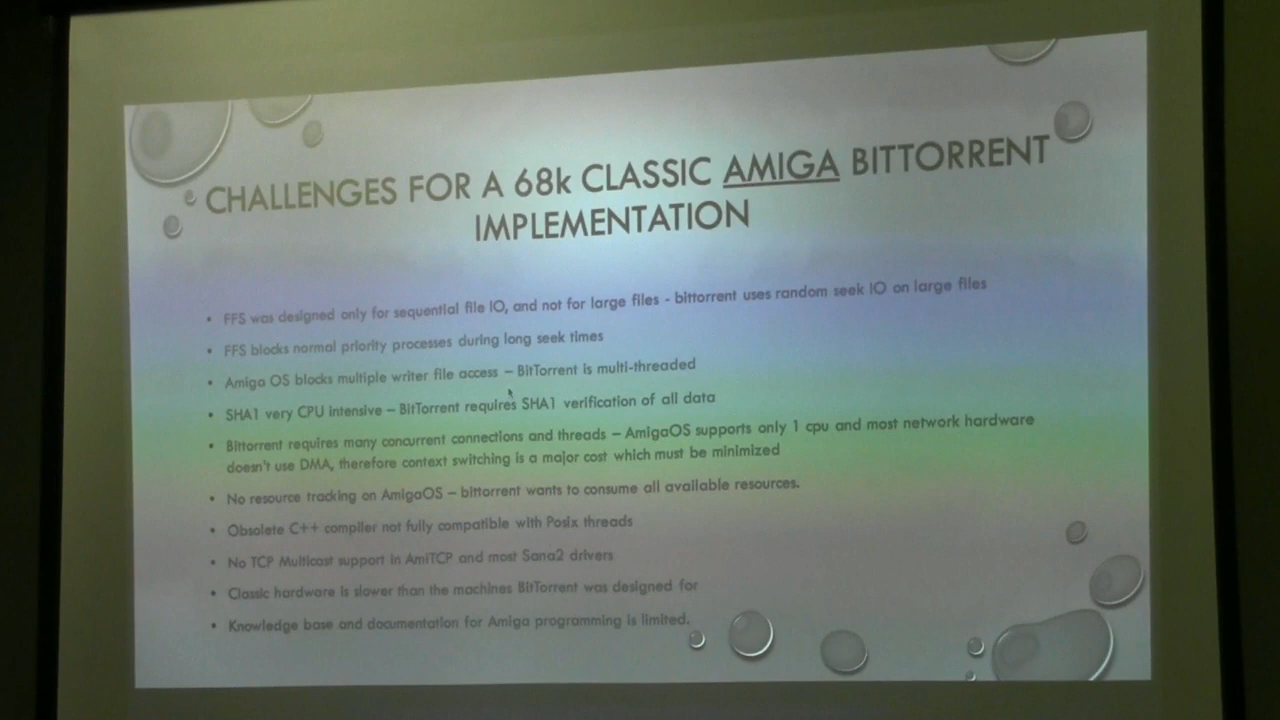 CHALLENGES FOR A 68k CLASSIC AMIGA BITTORRENT
IMPLEMENTATION
• FFS was designed only for sequential file IO, and not for large files - bittorrent uses random seek IO on large files
• FFS blocks normal priority processes during long seek times
• Amiga OS blocks multiple writer file access – BitTorrent is multi-threaded
• SHA1 very CPU intensive – BitTorrent requires SHA1 verification of all data
• Bittorrent requires many concurrent connections and threads – AmigaOS supports only 1 cpu and most network hardware
doesn't use DMA, therefore context switching is a major cost which must be minimized
• No resource tracking on AmigaOS – bittorrent wants to consume all available resources.
• Obsolete C++ compiler not fully compatible with Posix threads
• No TCP Multicast support in AmiTCP and most Sana2 drivers
• Classic hardware is slower than the machines BitTorrent was designed for
• Knowledge base and documentation for Amiga programming is limited.